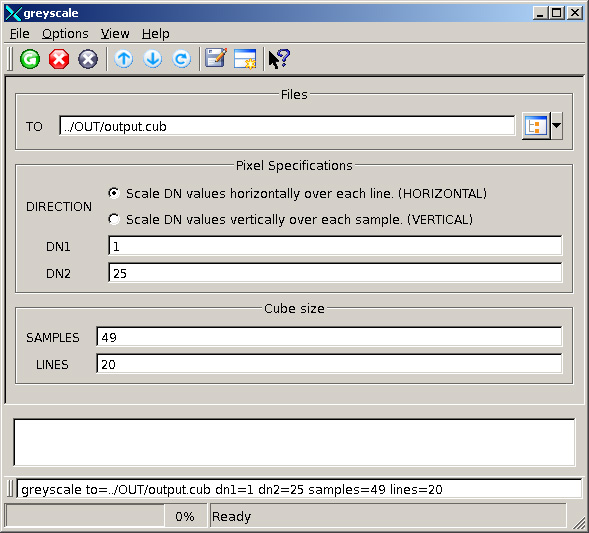 greyscale
File Options View Help
Files
TO ../OUT/output.cub
Pixel Specifications
DIRECTION
Scale DN values horizontally over each line. (HORIZONTAL)
Scale DN values vertically over each sample. (VERTICAL)
DN1 1
DN2 25
Cube size
SAMPLES 49
LINES 20
greyscale to=../OUT/output.cub dn1=1 dn2=25 samples=49 lines=20
0% Ready